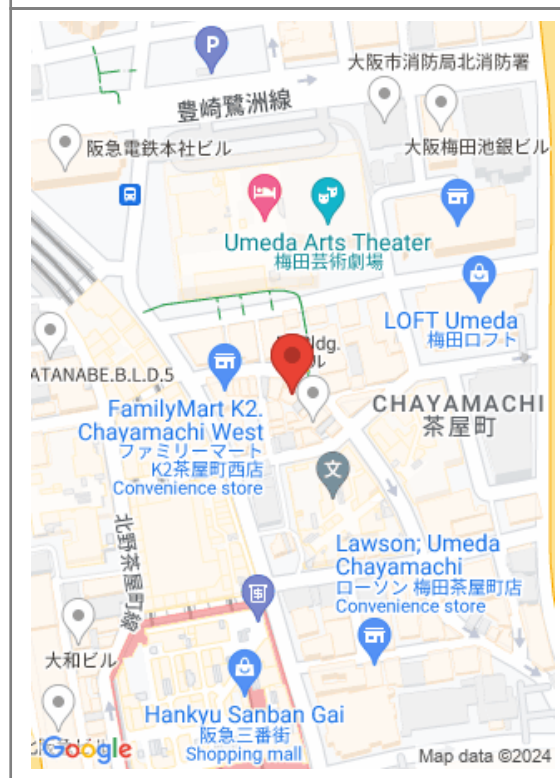 P
大阪市消防局北消防署
豊崎鷺洲線
阪急電鉄本社ビル
大阪梅田池銀ビル
Umeda Arts Theater
梅田芸術劇場
LOFT Umeda
梅田ロフト
ldg.
ル
ATANABE.B.L.D.5
FamilyMart K2.
Chayamachi West
ファミリーマート
K2茶屋町西店
Convenience store
CHAYAMACHI
茶屋町
文
北野茶屋町線
Lawson; Umeda
Chayamachi
ローソン 梅田茶屋町店
Convenience store
大和ビル
Hankyu Sanban Gai
阪急三番街
Shopping mall
Google
Map data ©2024